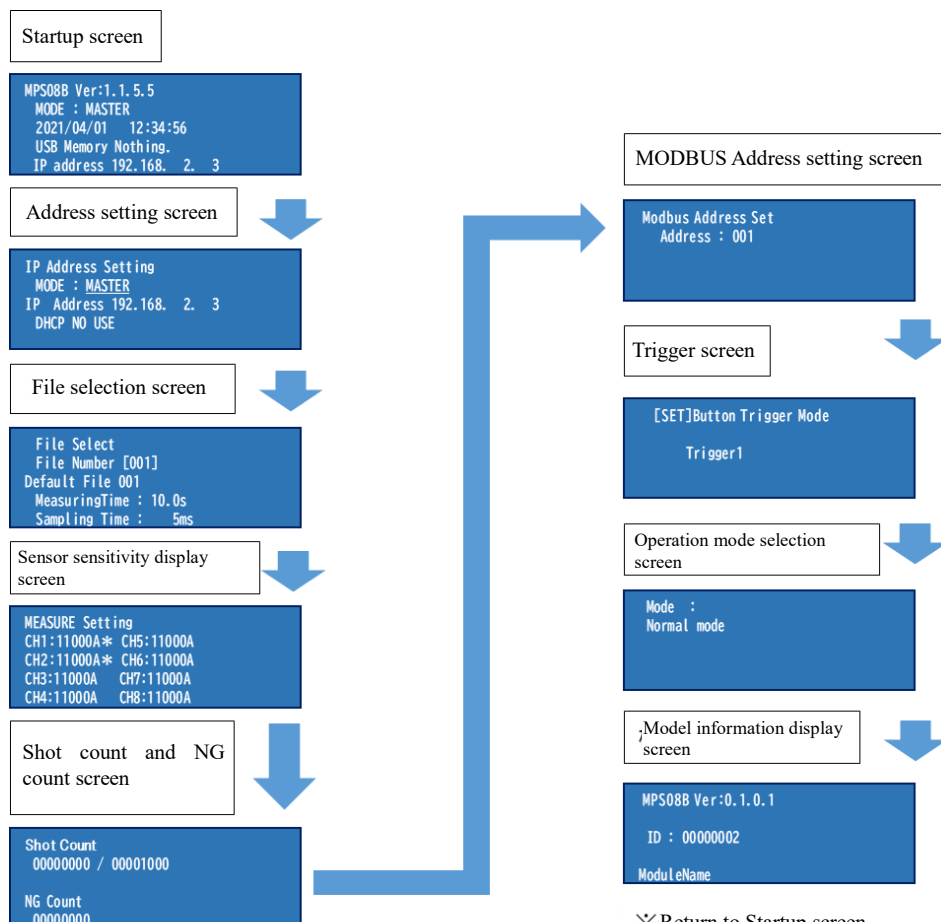 Startup screen
MPS08B Ver:1.1.5.5
MODE : MASTER
2021/04/01 12:34:56
USB Memory Nothing.
IP address 192.168. 2. 3
Address setting screen
IP Address Setting
MODE : MASTER
IP Address 192.168. 2. 3
DHCP NO USE
File selection screen
File Select
File Number [001]
Default File 001
MeasuringTime : 10.0s
Sampling Time : 5ms
Sensor sensitivity display
screen
MEASURE Setting
CH1:11000A* CH5:11000A
CH2:11000A* CH6:11000A
CH3:11000A CH7:11000A
CH4:11000A CH8:11000A
Shot count and NG
count screen
Shot Count
00000000 / 00001000
NG Count
00000000
MODBUS Address setting screen
Modbus Address Set
Address : 001
Trigger screen
[SET]Button Trigger Mode
Trigger1
Operation mode selection
screen
Mode :
Normal mode
Model information display
screen
MPS08B Ver:0.1.0.1
ID : 00000002
ModuleName
※Return to Startup screen